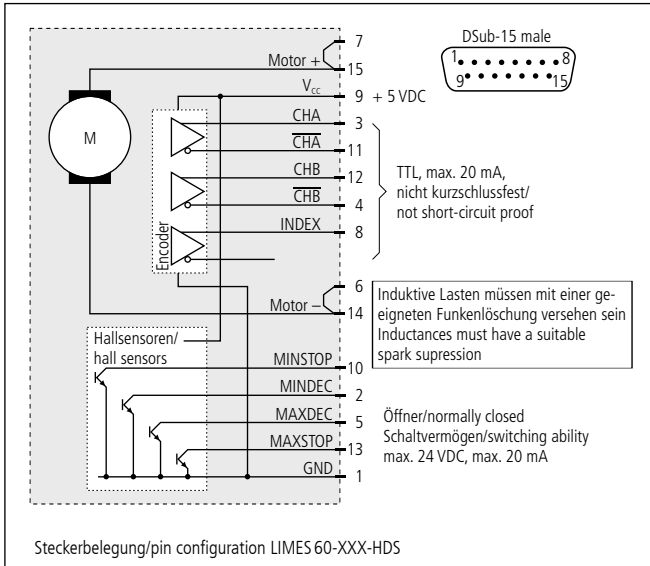 DSub-15 male
1 8
9 15
Motor + 7
15
Vcc 9 + 5 VDC
CHA 3
CHA 11
CHB 12
CHB 4
INDEX 8
M
Encoder
TTL, max. 20 mA,
nicht kurzschlussfest/
not short-circuit proof
6
Motor – 14
Induktive Lasten müssen mit einer ge-
eigneten Funkenlöschung versehen sein
Inductances must have a suitable
spark supression
Hallsensoren/
hall sensors
MINSTOP 10
MINDEC 2
MAXDEC 5
MAXSTOP 13
GND 1
Öffner/normally closed
Schaltvermögen/switching ability
max. 24 VDC, max. 20 mA
Steckerbelegung/pin configuration LIMES 60-XXX-HDS